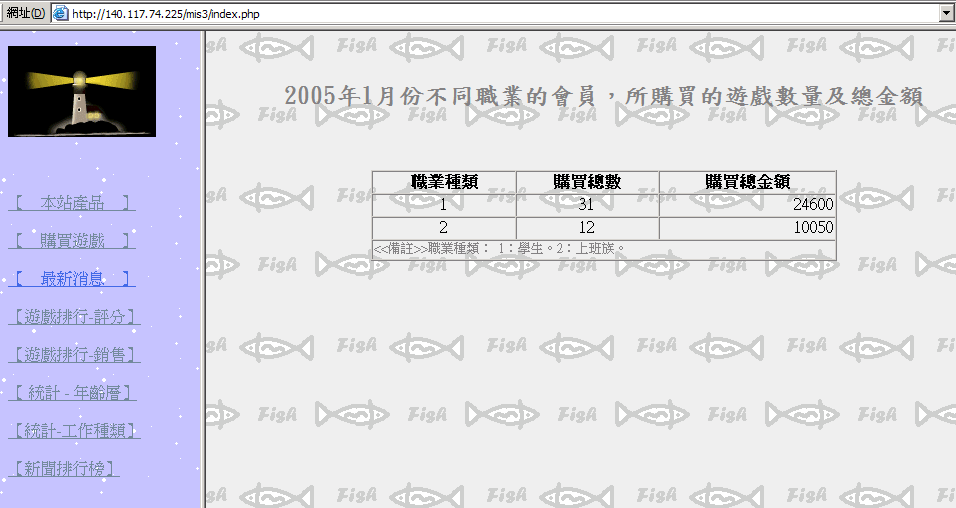 網址(D) http://140.117.74.225/mis3/index.php
【　本站產品　】
【　購買遊戲　】
【　最新消息　】
【遊戲排行-評分】
【遊戲排行-銷售】
【 統計 - 年齡層】
【統計-工作種類】
【新聞排行榜】
2005年1月份不同職業的會員，所購買的遊戲數量及總金額
職業種類 購買總數 購買總金額
1 31 24600
2 12 10050
<<備註>>職業種類： 1：學生。2：上班族。
Fish